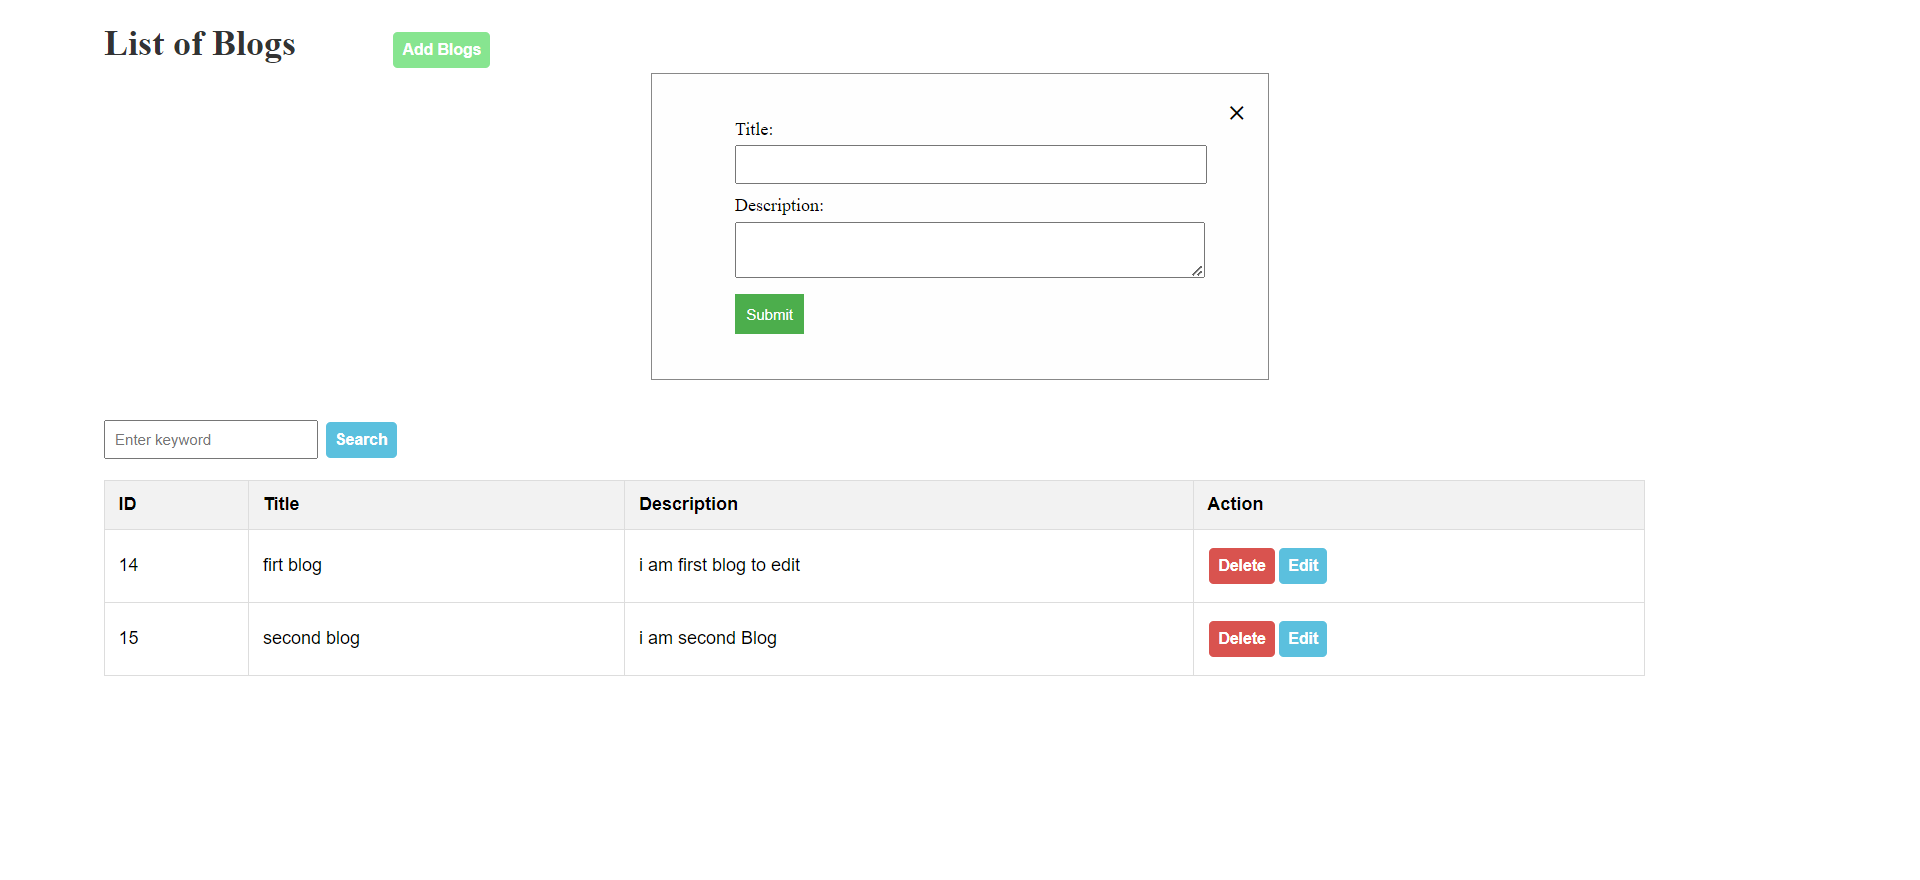 List of Blogs
Add Blogs
×
Title:
Description:
Submit
Enter keyword
Search
ID Title Description Action
14 firt blog i am first blog to edit Delete Edit
15 second blog i am second Blog Delete Edit